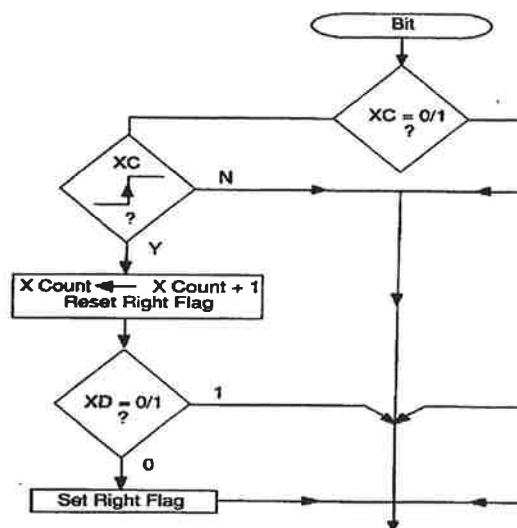 Bit
XC = 0/1
?
XC
?
N
Y
X Count ← X Count + 1
Reset Right Flag
XD = 0/1
?
1
0
Set Right Flag